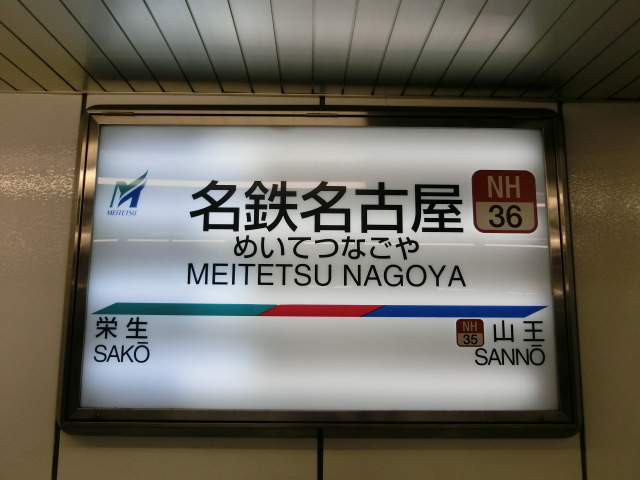 MEITETSU
名鉄名古屋
NH
36
めいてつなごや
MEITETSU NAGOYA
栄生
SAKŌ
NH
35
山王
SANNŌ